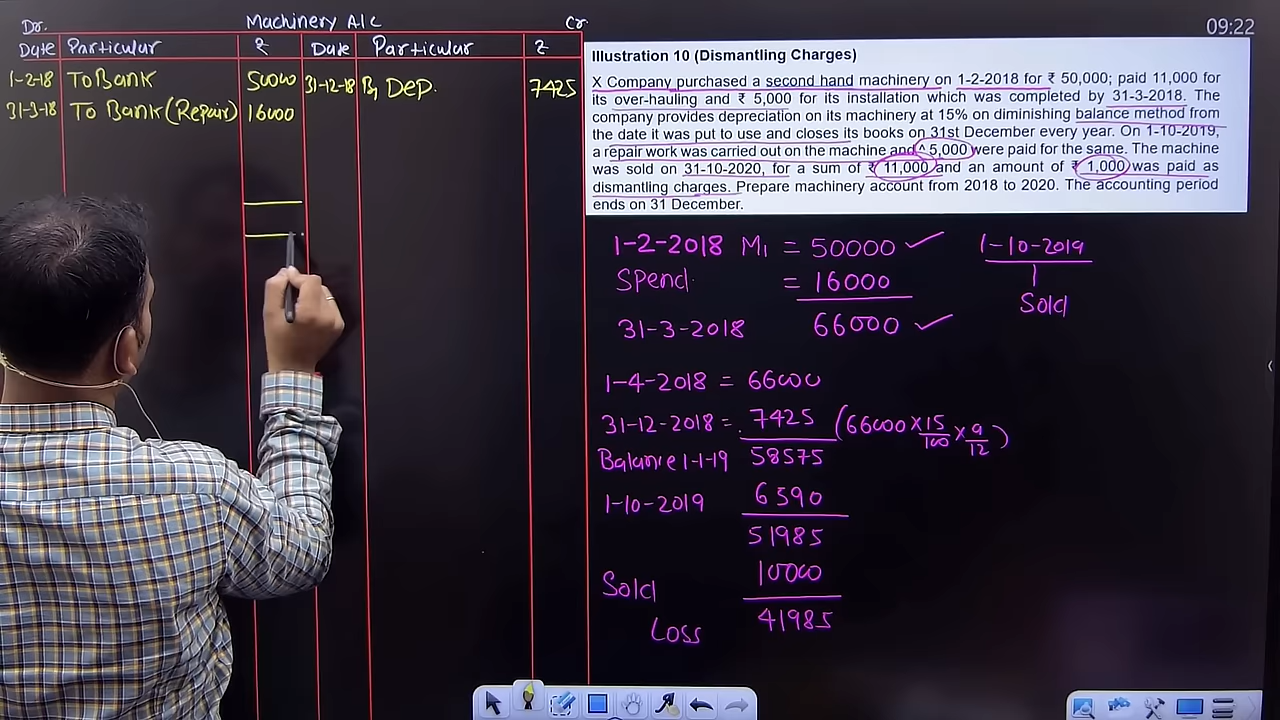 09:22
Dr. Machinery A/C Cr.
Date Particular ₹ Date Particular ₹
1-2-18 To Bank 50000 31-12-18 By Dep. 7425
31-3-18 To Bank (Repair) 16000
Illustration 10 (Dismantling Charges)
X Company purchased a second hand machinery on 1-2-2018 for ₹ 50,000; paid 11,000 for
its over-hauling and ₹ 5,000 for its installation which was completed by 31-3-2018. The
company provides depreciation on its machinery at 15% on diminishing balance method from
the date it was put to use and closes its books on 31st December every year. On 1-10-2019,
a repair work was carried out on the machine and ^ 5,000 were paid for the same. The machine
was sold on 31-10-2020, for a sum of ₹ 11,000 and an amount of ₹ 1,000 was paid as
dismantling charges. Prepare machinery account from 2018 to 2020. The accounting period
ends on 31 December.
1-2-2018 M1 = 50000 ✓
Spend = 16000
31-3-2018 66000 ✓
1-10-2019
Sold
1-4-2018 = 66000
31-12-2018 = 7425 (66000×15/100×9/12)
Balance 1-1-19 58575
1-10-2019 6590
51985
Sold 10000
Loss 41985